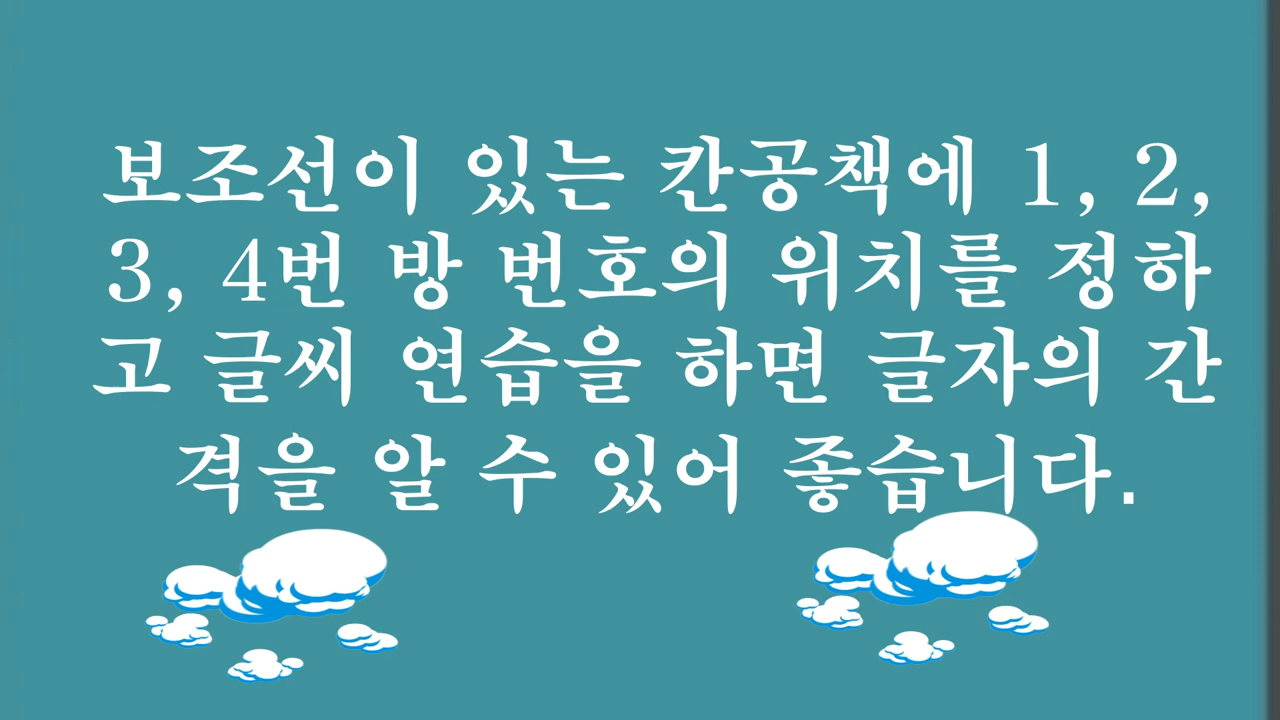 보조선이 있는 칸공책에 1, 2,
3, 4번 방 번호의 위치를 정하
고 글씨 연습을 하면 글자의 간
격을 알 수 있어 좋습니다.